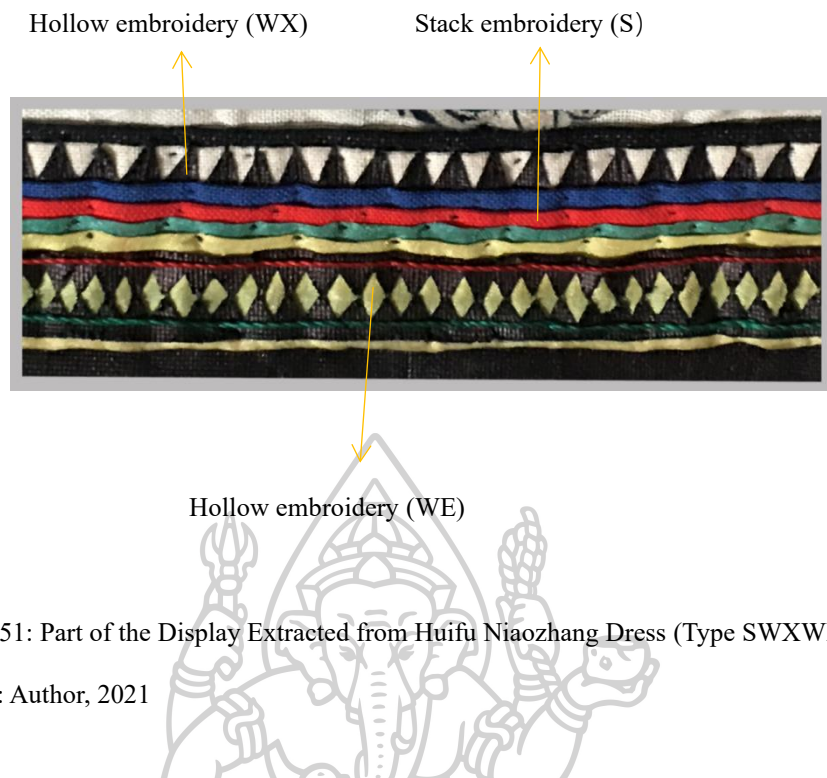 Hollow embroidery (WX)
Stack embroidery (S）
Hollow embroidery (WE)
51: Part of the Display Extracted from Huifu Niaozhang Dress (Type SWXW
: Author, 2021